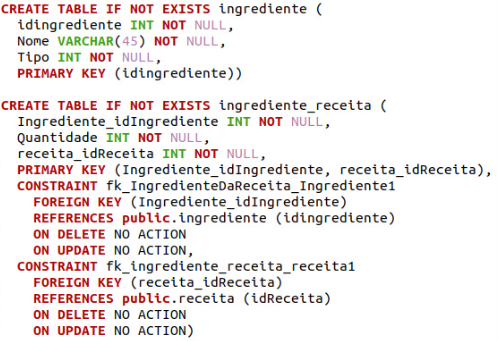 CREATE TABLE IF NOT EXISTS ingrediente (
  idingrediente INT NOT NULL,
  Nome VARCHAR(45) NOT NULL,
  Tipo INT NOT NULL,
  PRIMARY KEY (idingrediente))

CREATE TABLE IF NOT EXISTS ingrediente_receita (
  Ingrediente_idIngrediente INT NOT NULL,
  Quantidade INT NOT NULL,
  receita_idReceita INT NOT NULL,
  PRIMARY KEY (Ingrediente_idIngrediente, receita_idReceita),
  CONSTRAINT fk_IngredienteDaReceita_Ingrediente1
    FOREIGN KEY (Ingrediente_idIngrediente)
    REFERENCES public.ingrediente (idingrediente)
    ON DELETE NO ACTION
    ON UPDATE NO ACTION,
  CONSTRAINT fk_ingrediente_receita_receita1
    FOREIGN KEY (receita_idReceita)
    REFERENCES public.receita (idReceita)
    ON DELETE NO ACTION
    ON UPDATE NO ACTION)